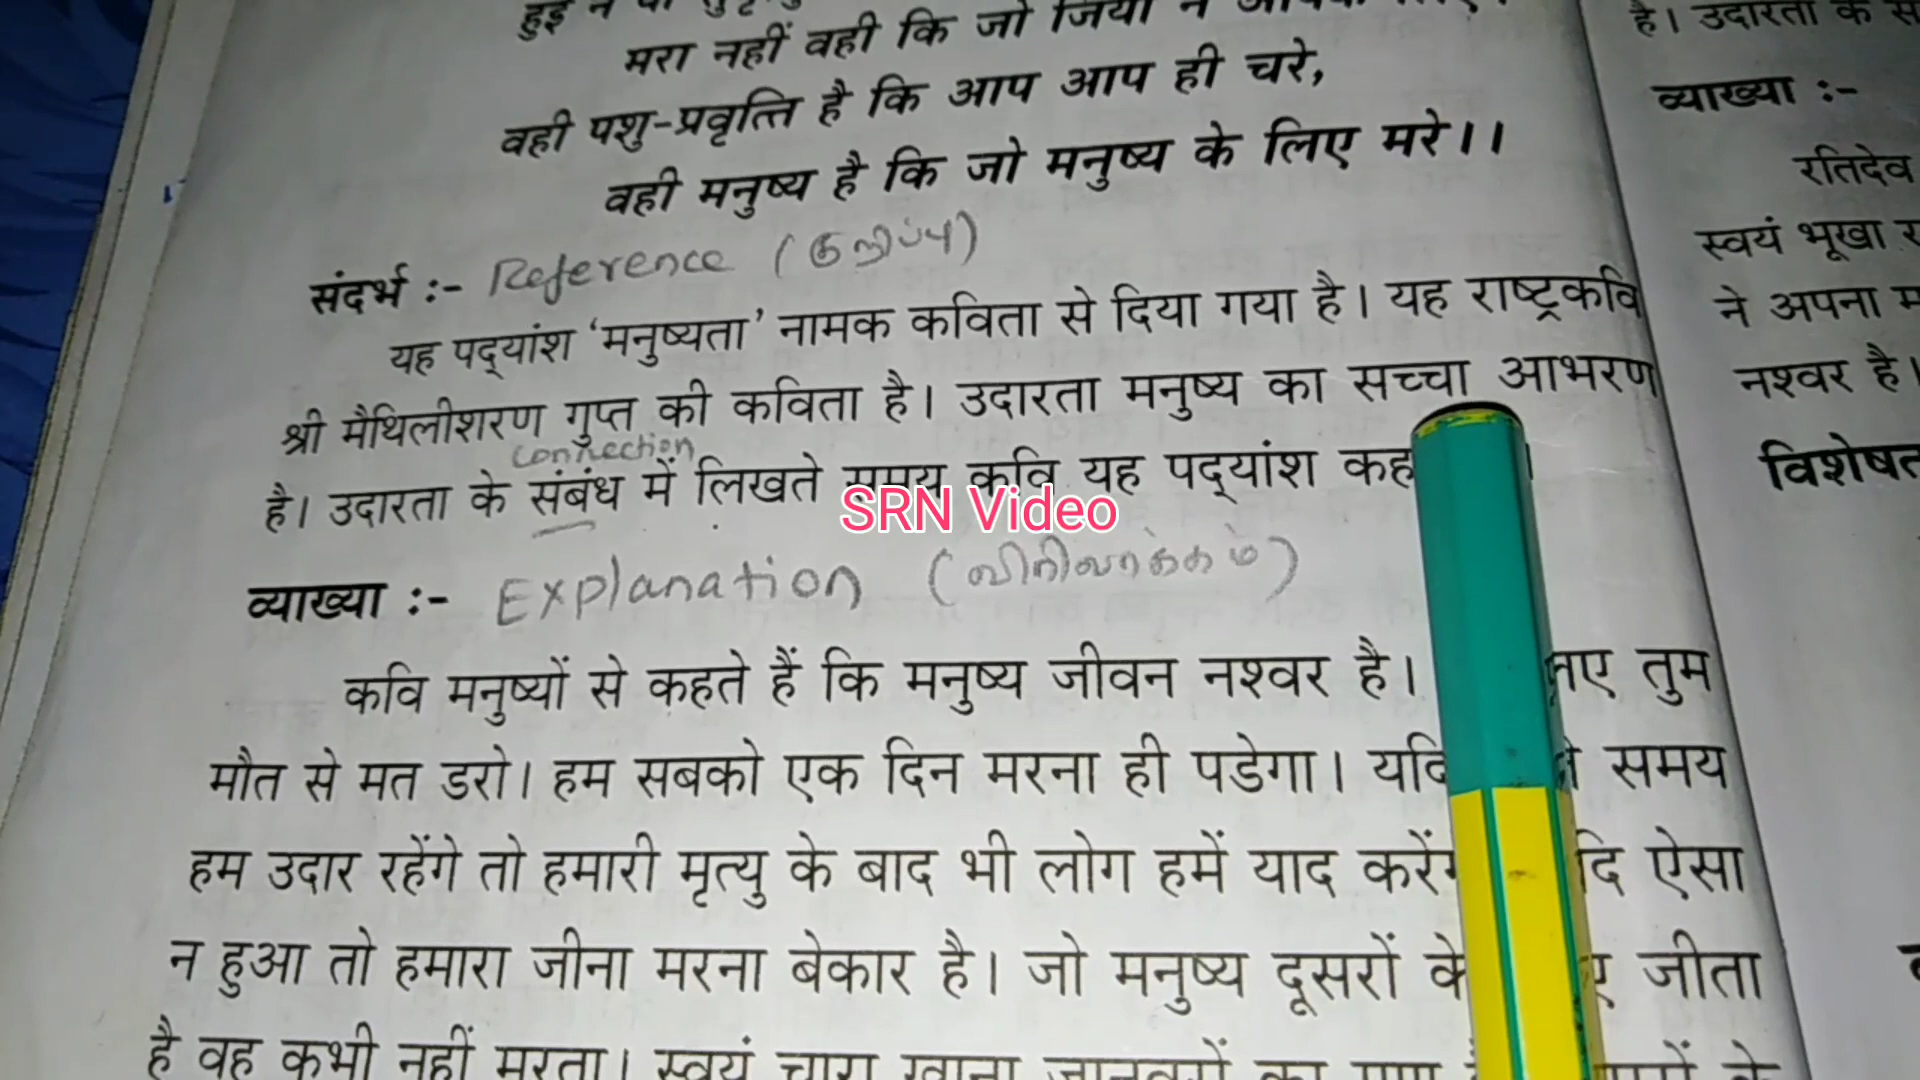 मरा नहीं वही कि जो जिया न
वही पशु-प्रवृत्ति है कि आप आप ही चरे,
वही मनुष्य है कि जो मनुष्य के लिए मरे।।
संदर्भ :- Reference (குறிப்பு)
यह पद्यांश ‘मनुष्यता’ नामक कविता से दिया गया है। यह राष्ट्रकवि
श्री मैथिलीशरण गुप्त की कविता है। उदारता मनुष्य का सच्चा आभरण
connection
है। उदारता के संबंध में लिखते समय कवि यह पद्यांश
SRN Video
व्याख्या :- Explanation
कवि मनुष्यों से कहते हैं कि मनुष्य जीवन नश्वर है। तुम
मौत से मत डरो। हम सबको एक दिन मरना ही पडेगा। यदि समय
हम उदार रहेंगे तो हमारी मृत्यु के बाद भी लोग हमें याद ऐसा
न हुआ तो हमारा जीना मरना बेकार है। जो मनुष्य दूसरों जीता
है वह कभी नहीं मरता। स्वयं चारा खाना
है। उदारता के
व्याख्या :-
रतिदेव
स्वयं भूखा
ने अपना
नश्वर है।